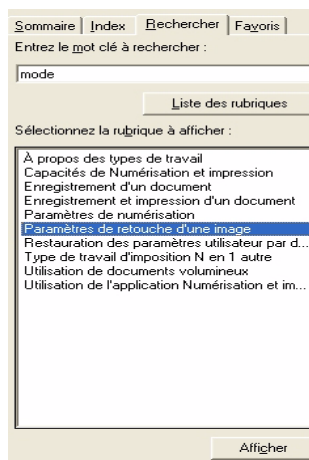 Sommaire Index Rechercher Favoris
Entrez le mot clé à rechercher :
mode
Liste des rubriques
Sélectionnez la rubrique à afficher :
À propos des types de travail
Capacités de Numérisation et impression
Enregistrement d'un document
Enregistrement et impression d'un document
Paramètres de numérisation
Paramètres de retouche d'une image
Restauration des paramètres utilisateur par d...
Type de travail d'imposition N en 1 autre
Utilisation de documents volumineux
Utilisation de l'application Numérisation et im...
Afficher